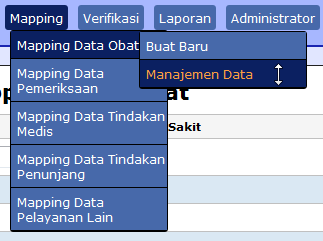 Mapping Verifikasi Laporan Administrator
Mapping Data Obat
Buat Baru
Manajemen Data
Mapping Data
Pemeriksaan
at
Sakit
Mapping Data Tindakan
Medis
Mapping Data Tindakan
Penunjang
Mapping Data
Pelayanan Lain